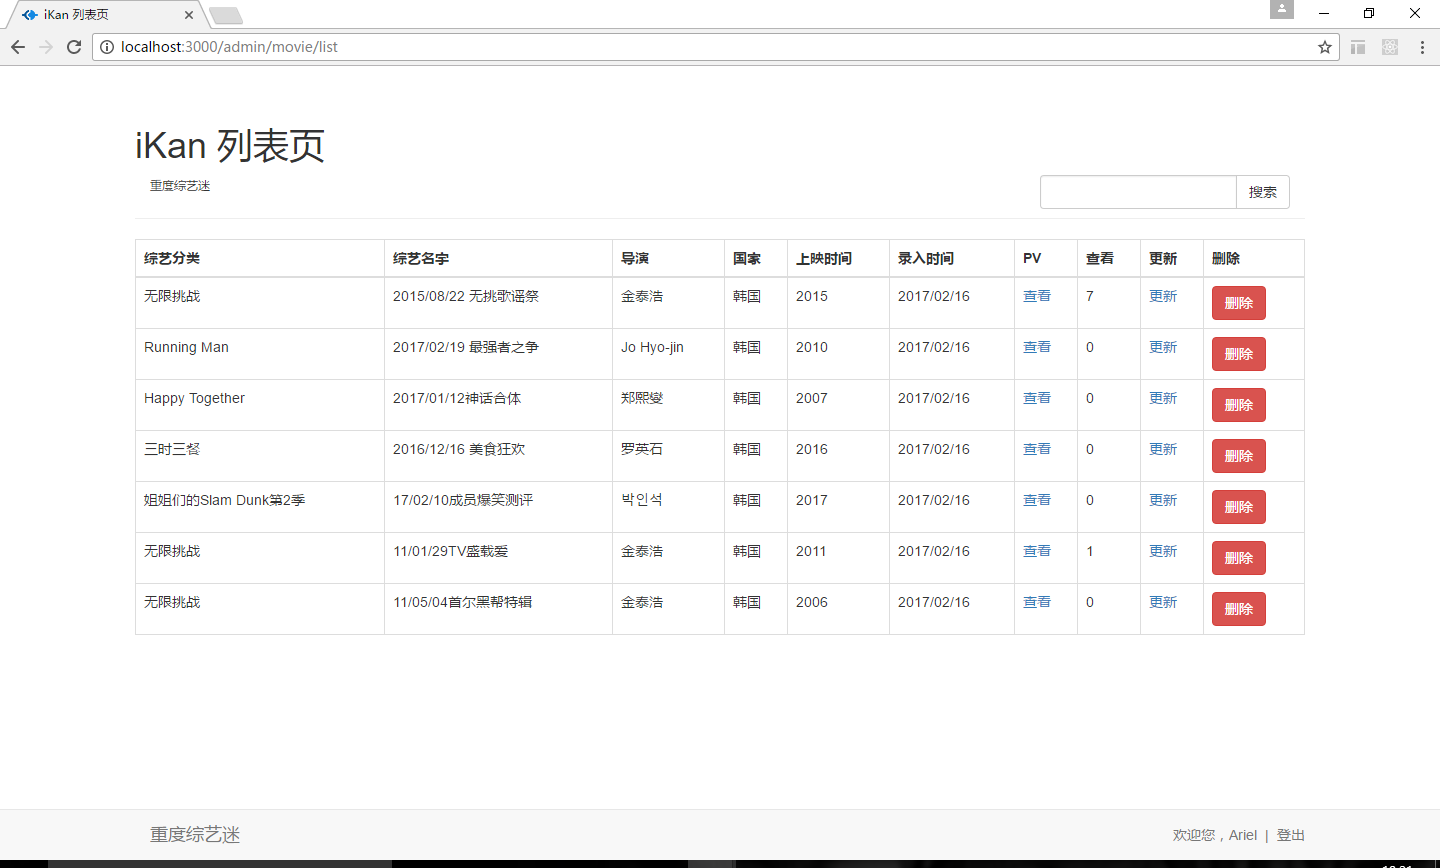 iKan 列表页
localhost:3000/admin/movie/list
iKan 列表页
重度综艺迷
搜索
综艺分类 综艺名字 导演 国家 上映时间 录入时间 PV 查看 更新 删除
无限挑战 2015/08/22 无挑歌谣祭 金泰浩 韩国 2015 2017/02/16 查看 7 更新 删除
Running Man 2017/02/19 最强者之争 Jo Hyo-jin 韩国 2010 2017/02/16 查看 0 更新 删除
Happy Together 2017/01/12神话合体 郑熙燮 韩国 2007 2017/02/16 查看 0 更新 删除
三时三餐 2016/12/16 美食狂欢 罗英石 韩国 2016 2017/02/16 查看 0 更新 删除
姐姐们的Slam Dunk第2季 17/02/10成员爆笑测评 박인석 韩国 2017 2017/02/16 查看 0 更新 删除
无限挑战 11/01/29TV盛载爱 金泰浩 韩国 2011 2017/02/16 查看 1 更新 删除
无限挑战 11/05/04首尔黑帮特辑 金泰浩 韩国 2006 2017/02/16 查看 0 更新 删除
重度综艺迷
欢迎您，Ariel | 登出